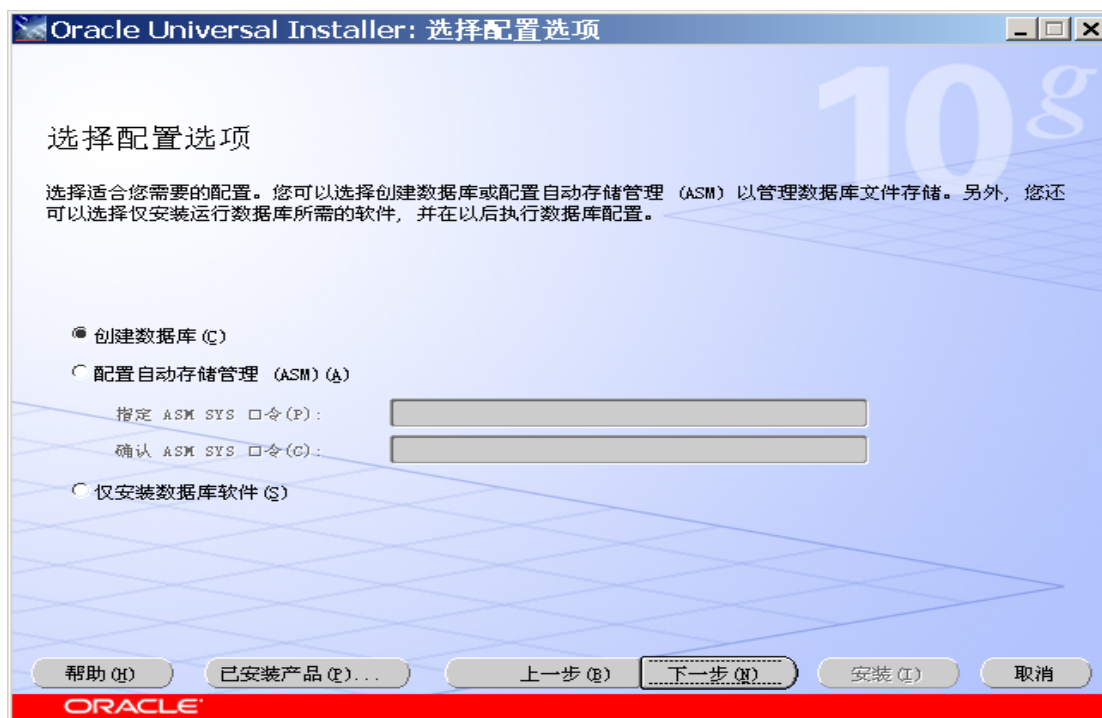 Oracle Universal Installer: 选择配置选项
10g
选择配置选项
选择适合您需要的配置。您可以选择创建数据库或配置自动存储管理 (ASM) 以管理数据库文件存储。另外, 您还
可以选择仅安装运行数据库所需的软件, 并在以后执行数据库配置。
创建数据库(C)
配置自动存储管理 (ASM)(A)
指定 ASM SYS 口令(P):
确认 ASM SYS 口令(C):
仅安装数据库软件(S)
帮助(H) 已安装产品(P)... 上一步(B) 下一步(N) 安装(I) 取消
ORACLE